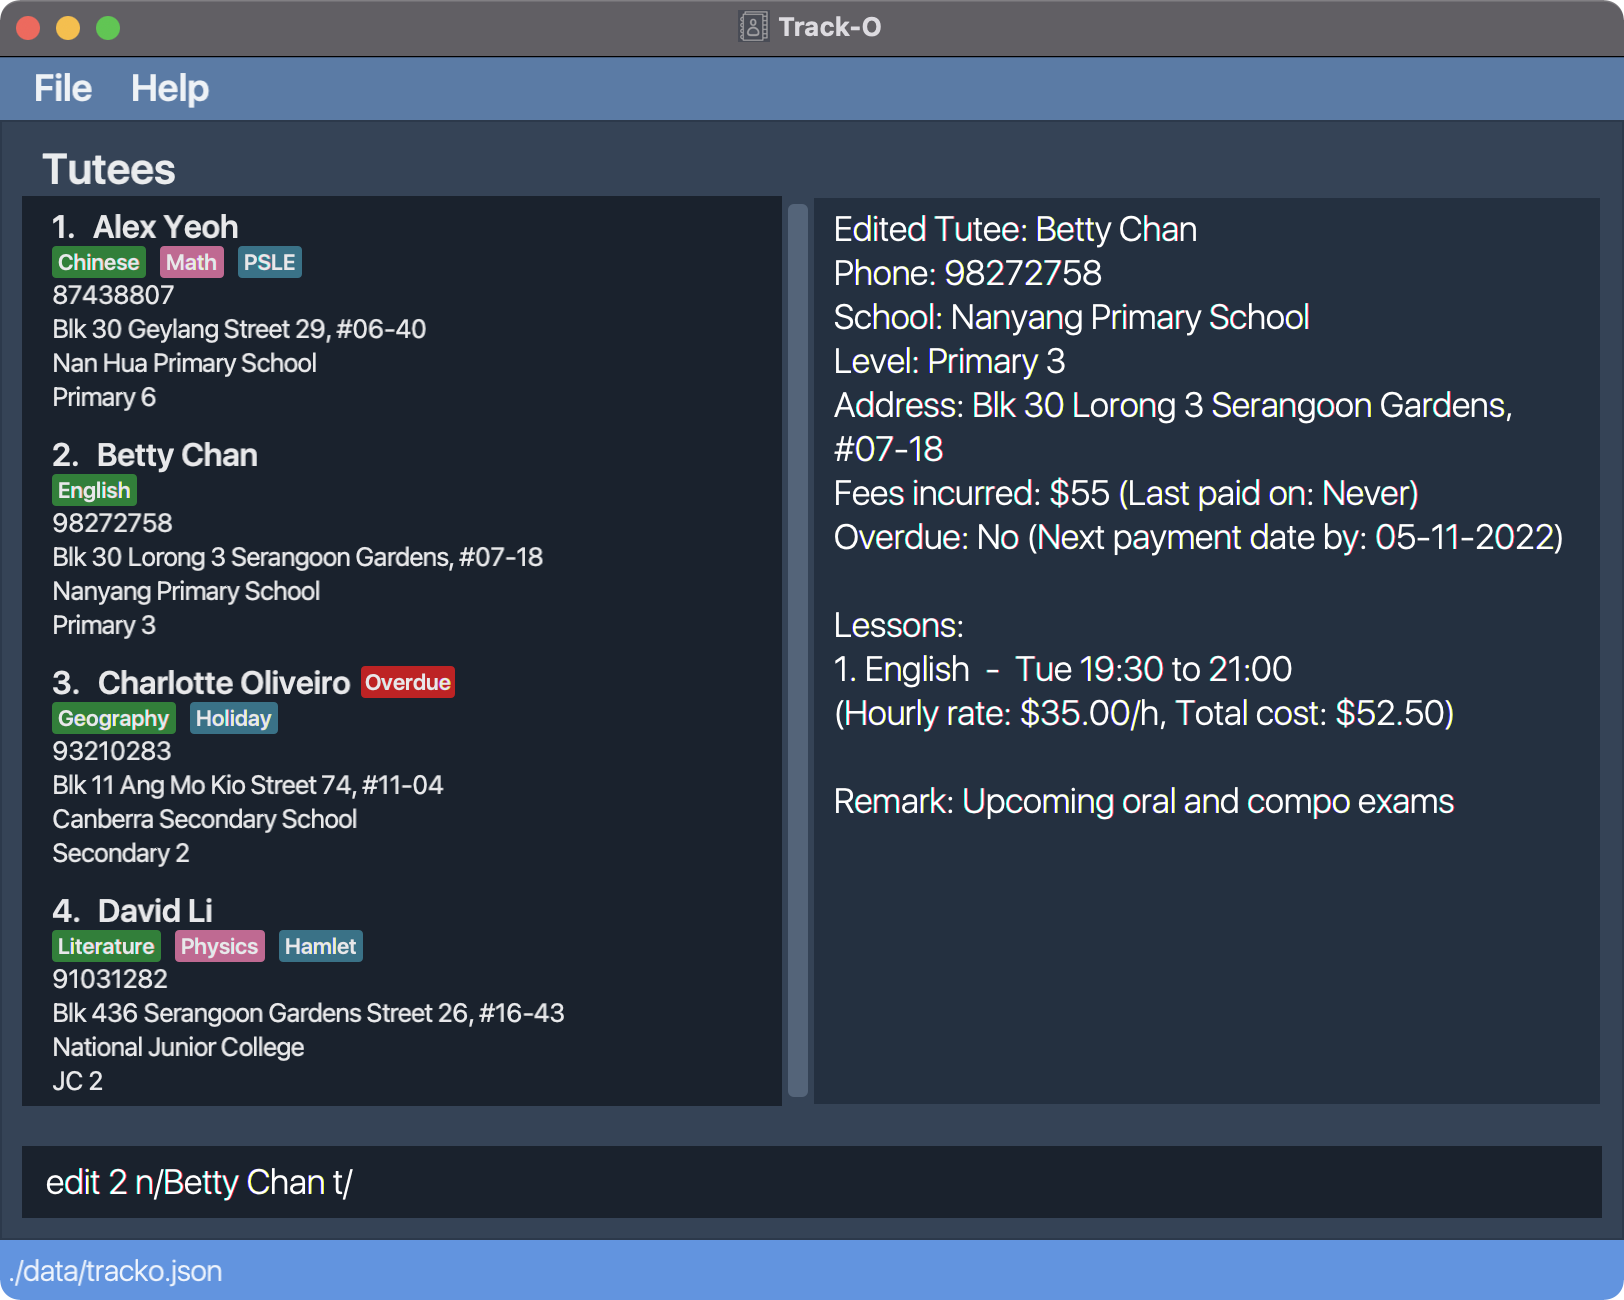 Track-O
File Help
Tutees
1. Alex Yeoh
Chinese Math PSLE
87438807
Blk 30 Geylang Street 29, #06-40
Nan Hua Primary School
Primary 6
2. Betty Chan
English
98272758
Blk 30 Lorong 3 Serangoon Gardens, #07-18
Nanyang Primary School
Primary 3
3. Charlotte Oliveiro Overdue
Geography Holiday
93210283
Blk 11 Ang Mo Kio Street 74, #11-04
Canberra Secondary School
Secondary 2
4. David Li
Literature Physics Hamlet
91031282
Blk 436 Serangoon Gardens Street 26, #16-43
National Junior College
JC 2
Edited Tutee: Betty Chan
Phone: 98272758
School: Nanyang Primary School
Level: Primary 3
Address: Blk 30 Lorong 3 Serangoon Gardens,
#07-18
Fees incurred: $55 (Last paid on: Never)
Overdue: No (Next payment date by: 05-11-2022)
Lessons:
1. English - Tue 19:30 to 21:00
(Hourly rate: $35.00/h, Total cost: $52.50)
Remark: Upcoming oral and compo exams
edit 2 n/Betty Chan t/
./data/tracko.json